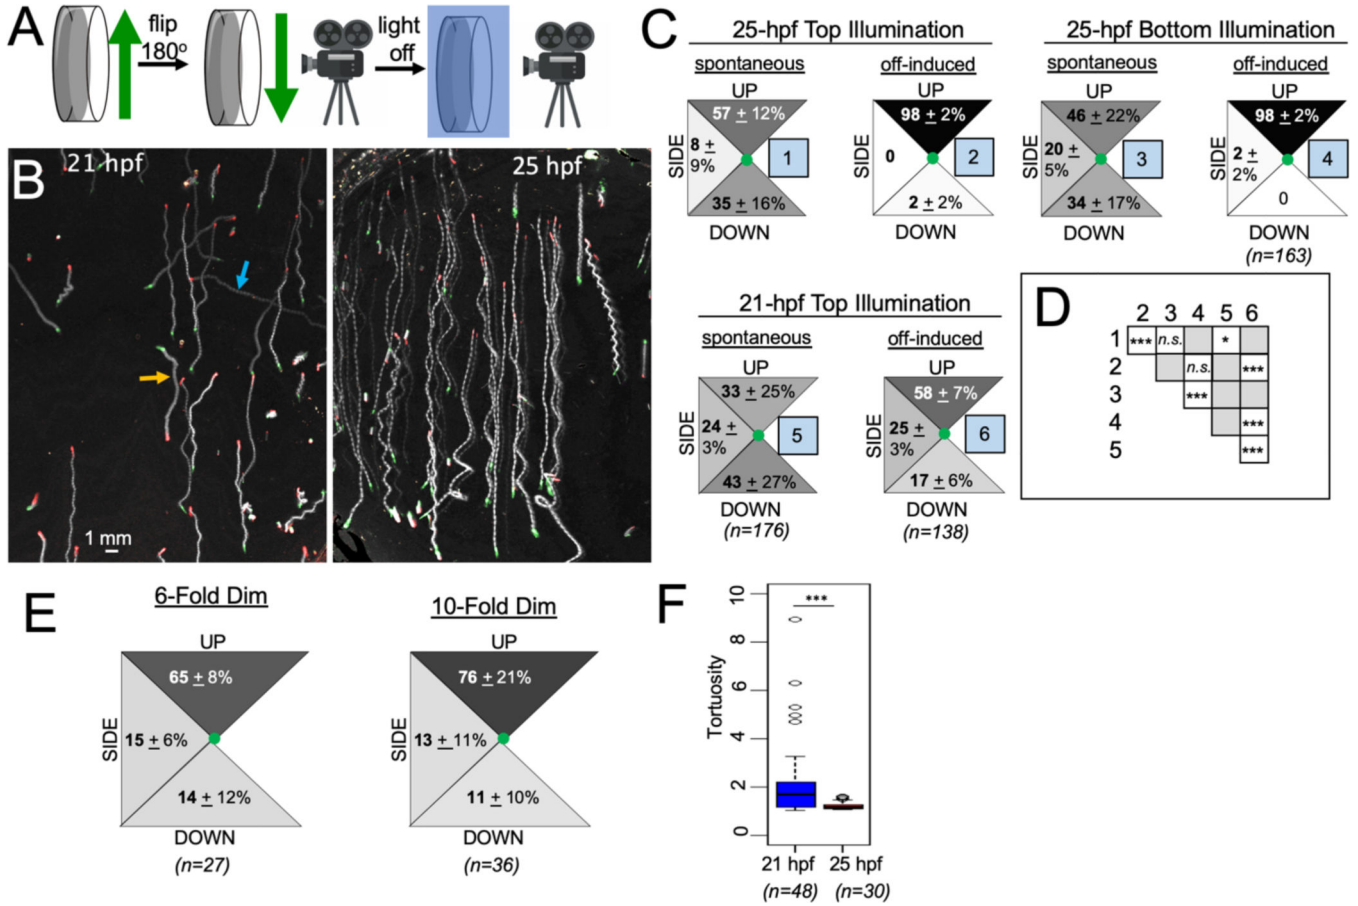 A
flip
180º
light
off
B
21 hpf
25 hpf
1 mm
C
25-hpf Top Illumination
spontaneous
off-induced
UP
UP
57 ± 12%
98 ± 2%
SIDE
8 ±
9%
1
SIDE
0
2
35 ± 16%
2 ± 2%
DOWN
DOWN
25-hpf Bottom Illumination
spontaneous
off-induced
UP
UP
46 ± 22%
98 ± 2%
SIDE
20 ±
5%
3
SIDE
2 ±
2%
4
34 ± 17%
0
DOWN
DOWN
(n=163)
21-hpf Top Illumination
spontaneous
off-induced
UP
UP
33 ± 25%
58 ± 7%
SIDE
24 ±
3%
5
SIDE
25 ±
3%
6
43 ± 27%
17 ± 6%
DOWN
DOWN
(n=176)
(n=138)
D
2 3 4 5 6
1 *** n.s. *
2 n.s. ***
3 ***
4 ***
5 ***
E
6-Fold Dim
10-Fold Dim
UP
UP
65 ± 8%
76 ± 21%
SIDE
15 ± 6%
SIDE
13 ± 11%
14 ± 12%
11 ± 10%
DOWN
DOWN
(n=27)
(n=36)
F
***
Tortuosity
10
8
6
4
2
0
21 hpf 25 hpf
(n=48) (n=30)